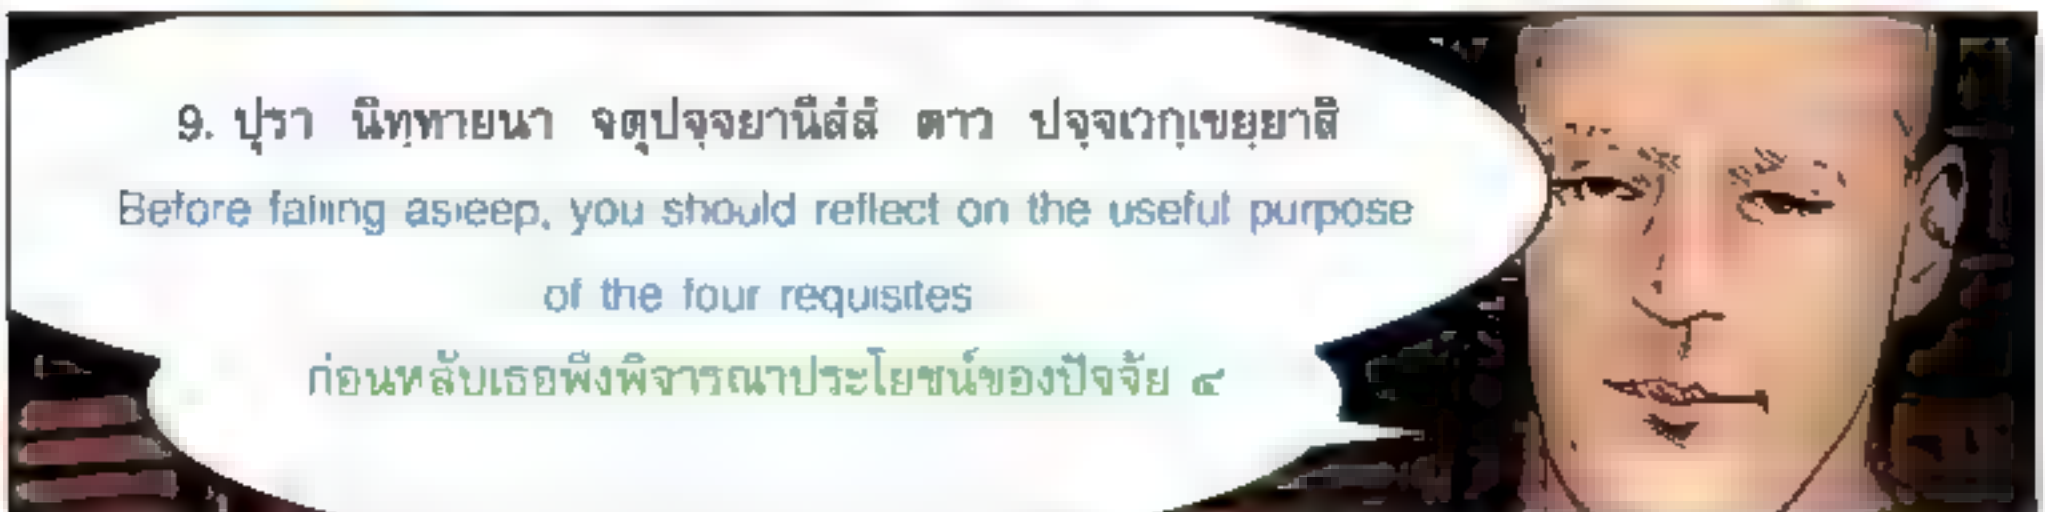 9. ปุรา นิทฺทายนา จตุปจฺจยานิสํสํ ตาว ปจฺจเวกฺเขยฺยาสิ
Before falling asleep, you should reflect on the useful purpose
of the four requisites
ก่อนหลับเธอพึงพิจารณาประโยชน์ของปัจจัย ๔